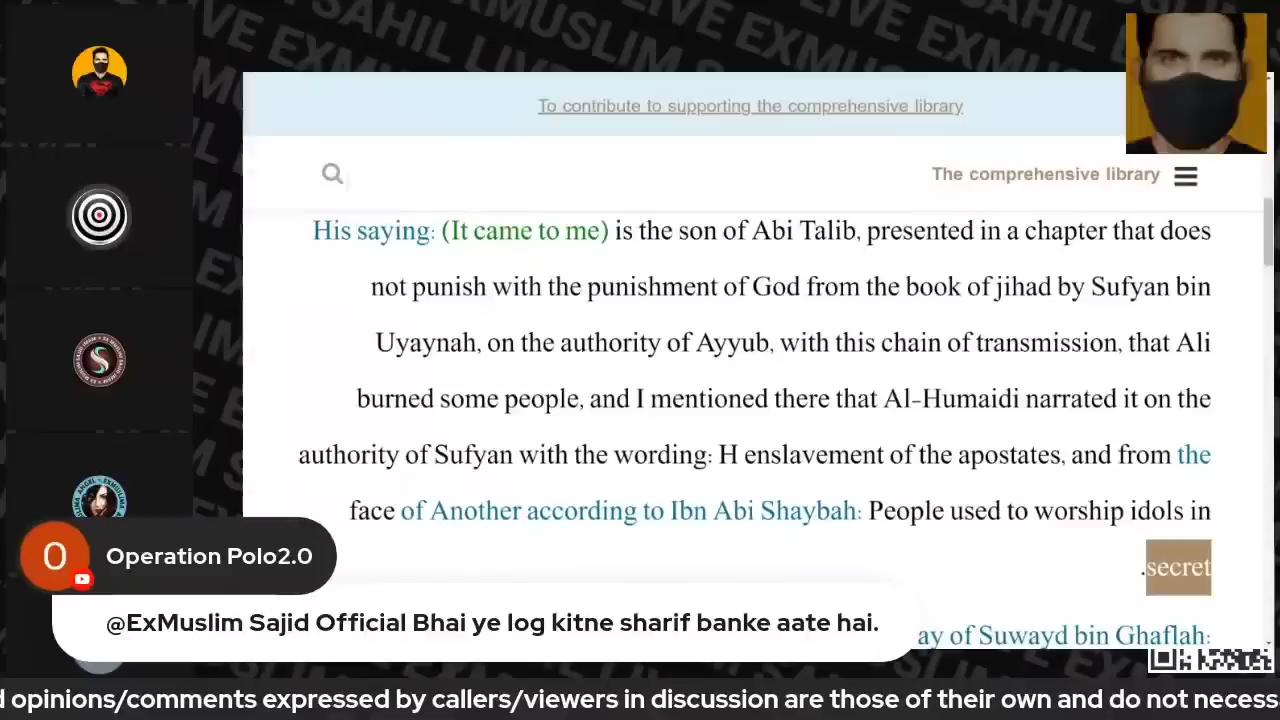 To contribute to supporting the comprehensive library
The comprehensive library
His saying: (It came to me) is the son of Abi Talib, presented in a chapter that does
not punish with the punishment of God from the book of jihad by Sufyan bin
Uyaynah, on the authority of Ayyub, with this chain of transmission, that Ali
burned some people, and I mentioned there that Al-Humaidi narrated it on the
authority of Sufyan with the wording: H enslavement of the apostates, and from the
face of Another according to Ibn Abi Shaybah: People used to worship idols in
.secret
ay of Suwayd bin Ghaflah:
O
Operation Polo2.0
@ExMuslim Sajid Official Bhai ye log kitne sharif banke aate hai.
d opinions/comments expressed by callers/viewers in discussion are those of their own and do not necess